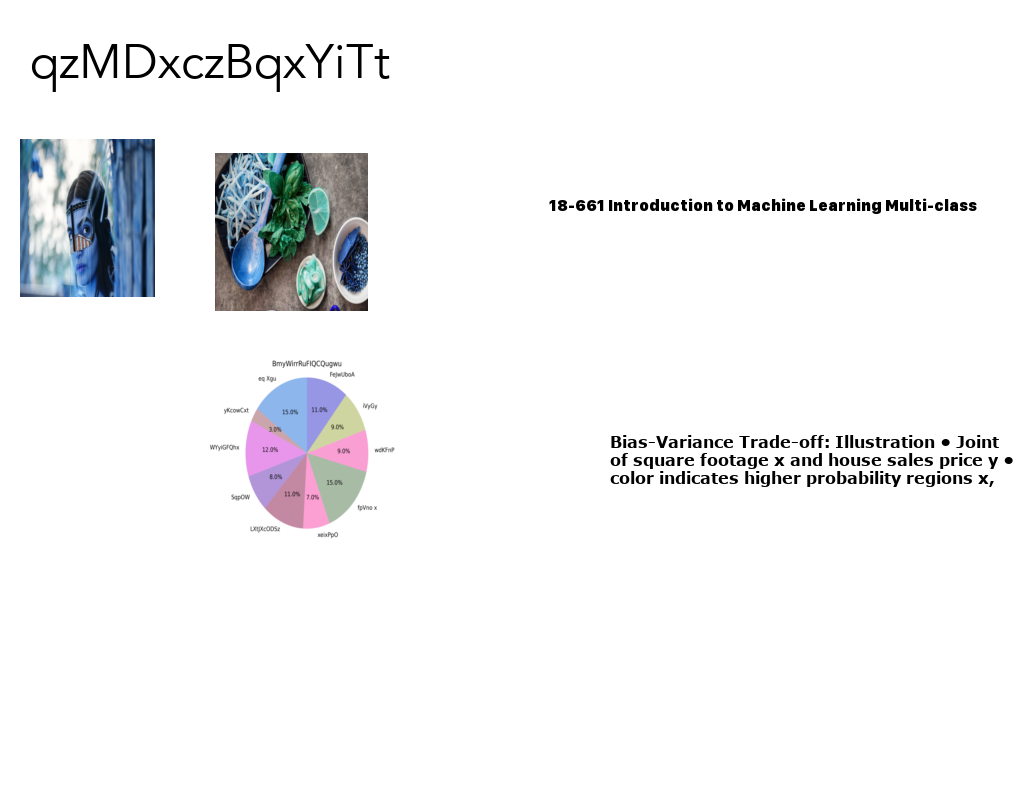 qzMDxczBqxYiTt
18-661 Introduction to Machine Learning Multi-class
BmyWirrRuFlQCQugwu
eq Xgu
FeJwUboA
yKcowCxt
iVyGy
15.0%
11.0%
3.0%
9.0%
WYyiGFQhx
12.0%
9.0%
wdKFnP
8.0%
15.0%
SqpOW
11.0%
7.0%
fpVno x
LXtJXcODSz
xeixPpO
Bias-Variance Trade-off: Illustration • Joint
of square footage x and house sales price y •
color indicates higher probability regions x,